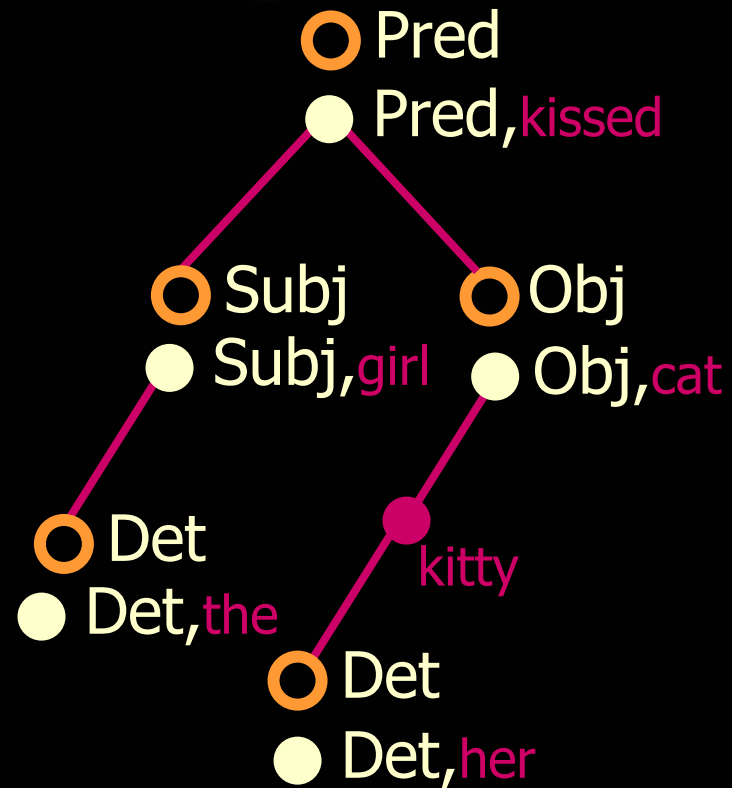 Pred
Pred,kissed
Subj
Obj
Subj,girl
Obj,cat
Det
kitty
Det,the
Det
Det,her